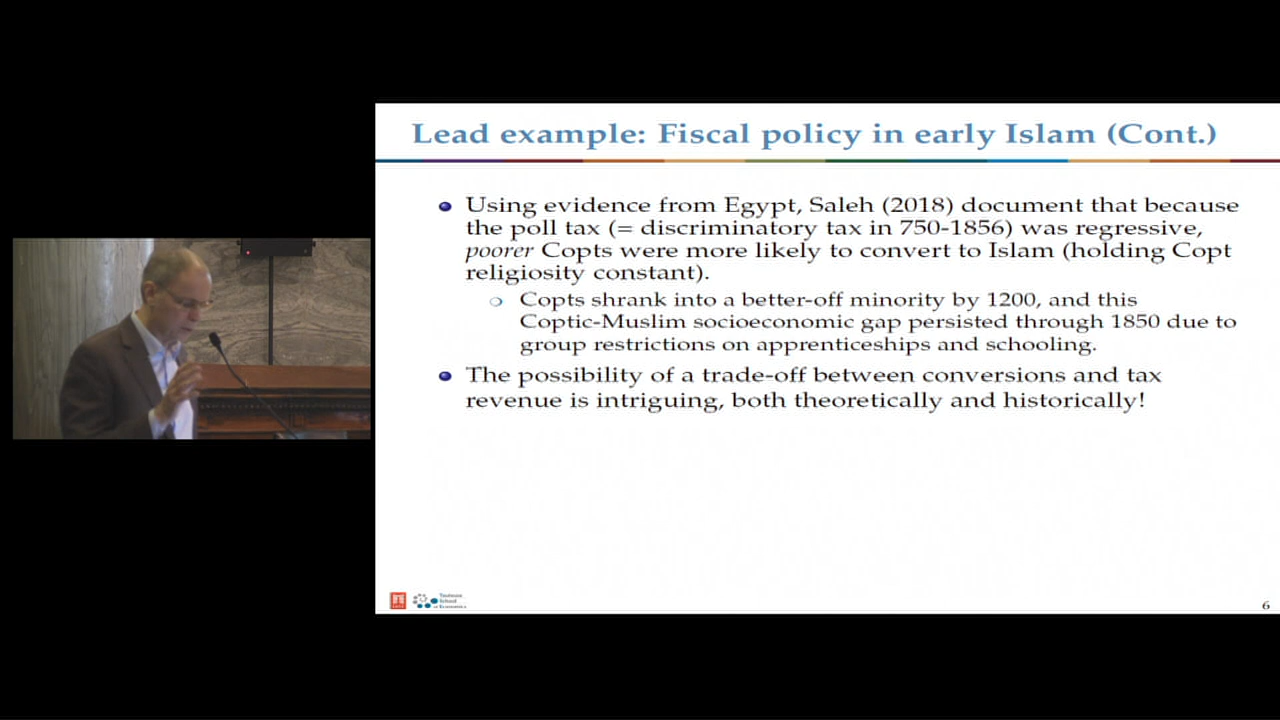 Lead example: Fiscal policy in early Islam (Cont.)
Using evidence from Egypt, Saleh (2018) document that because
the poll tax (= discriminatory tax in 750-1856) was regressive,
poorer Copts were more likely to convert to Islam (holding Copt
religiosity constant).
Copts shrank into a better-off minority by 1200, and this
Coptic-Muslim socioeconomic gap persisted through 1850 due to
group restrictions on apprenticeships and schooling.
The possibility of a trade-off between conversions and tax
revenue is intriguing, both theoretically and historically!
Toulouse
School
of Economics
6